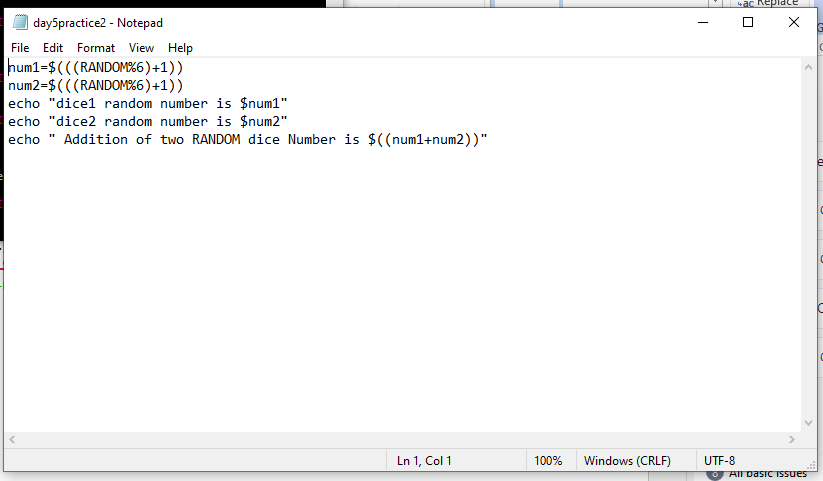 Replace
day5practice2 - Notepad
File Edit Format View Help
num1=$(((RANDOM%6)+1))
num2=$(((RANDOM%6)+1))
echo "dice1 random number is $num1"
echo "dice2 random number is $num2"
echo " Addition of two RANDOM dice Number is $((num1+num2))"
Ln 1, Col 1 100% Windows (CRLF) UTF-8
All basic issues